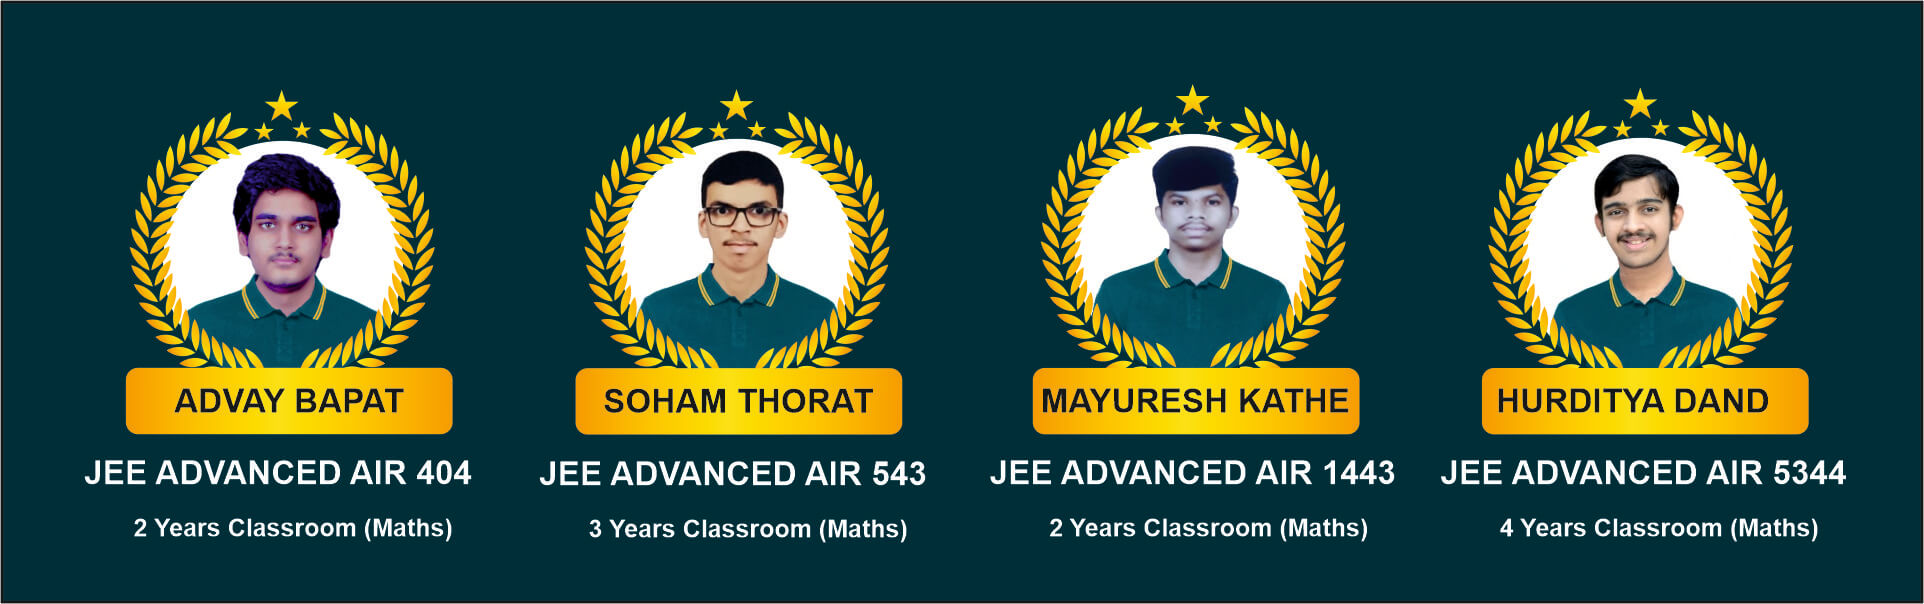 ADVAY BAPAT
JEE ADVANCED AIR 404
2 Years Classroom (Maths)
SOHAM THORAT
JEE ADVANCED AIR 543
3 Years Classroom (Maths)
MAYURESH KATHE
JEE ADVANCED AIR 1443
2 Years Classroom (Maths)
HURDITYA DAND
JEE ADVANCED AIR 5344
4 Years Classroom (Maths)